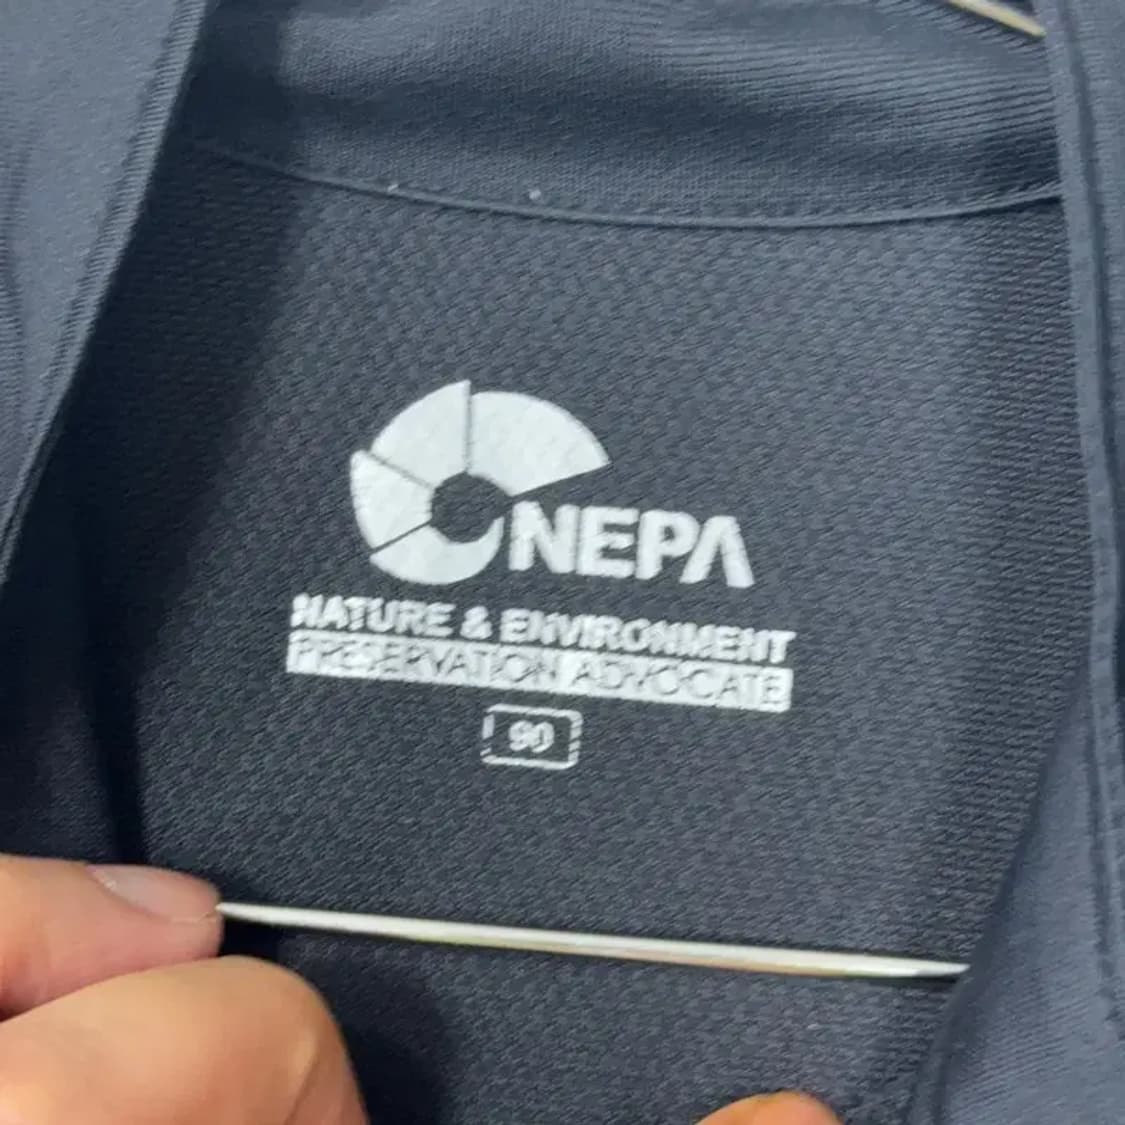 NEPA
NATURE & ENVIRONMENT
PRESERVATION ADVOCATE
90